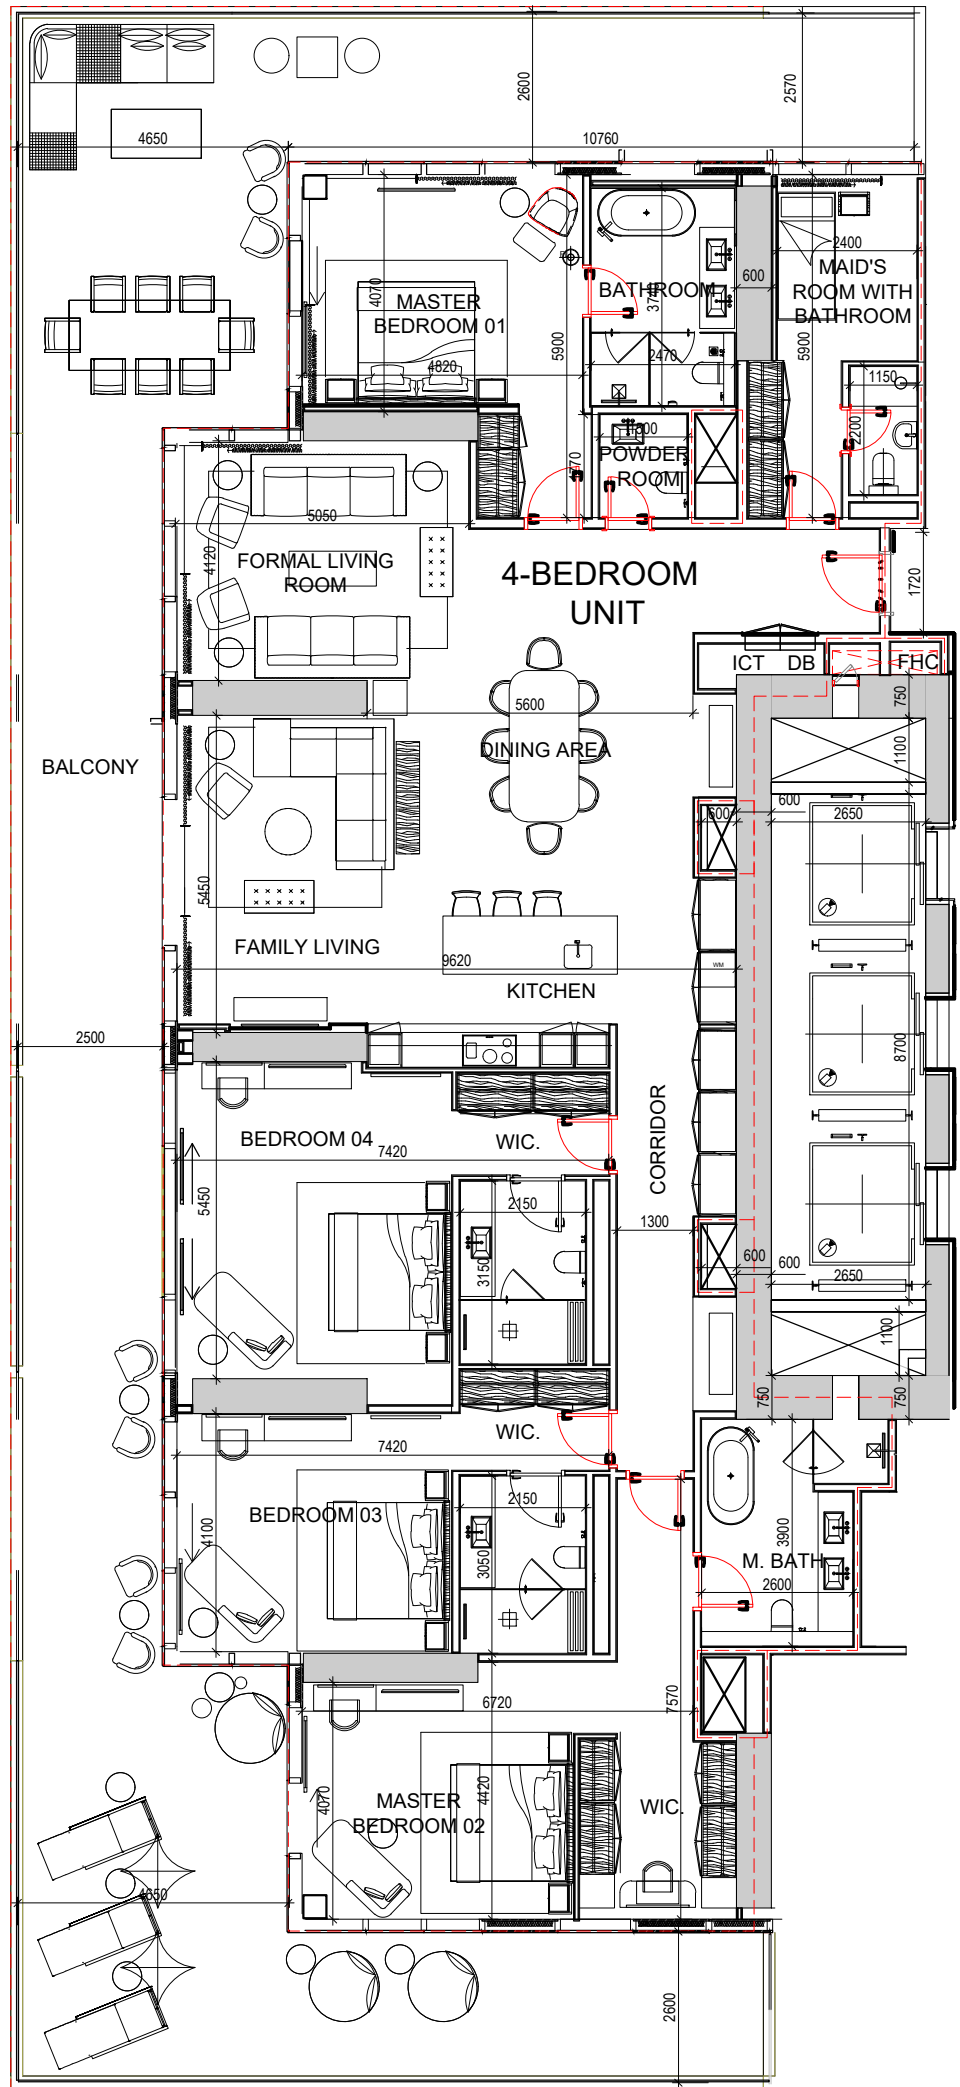 2600
2570
4650
10760
2400
MAID'S
ROOM WITH
BATHROOM
4070
MASTER
BEDROOM 01
BATHROOM
3740
600
5900
5900
4820
2470
1150
2200
POWDER
ROOM
5050
4120
FORMAL LIVING
ROOM
4-BEDROOM
UNIT
1720
ICT
DB
FHC
750
5600
DINING AREA
1100
BALCONY
600
600
2650
5450
FAMILY LIVING
9620
WM
KITCHEN
2500
8700
BEDROOM 04
WIC.
CORRIDOR
7420
5450
2150
1300
3150
600
600
2650
1100
750
750
WIC.
7420
BEDROOM 03
4100
2150
3050
3900
M. BATH
2600
6720
7570
4070
MASTER
BEDROOM 02
4420
WIC.
4650
2600